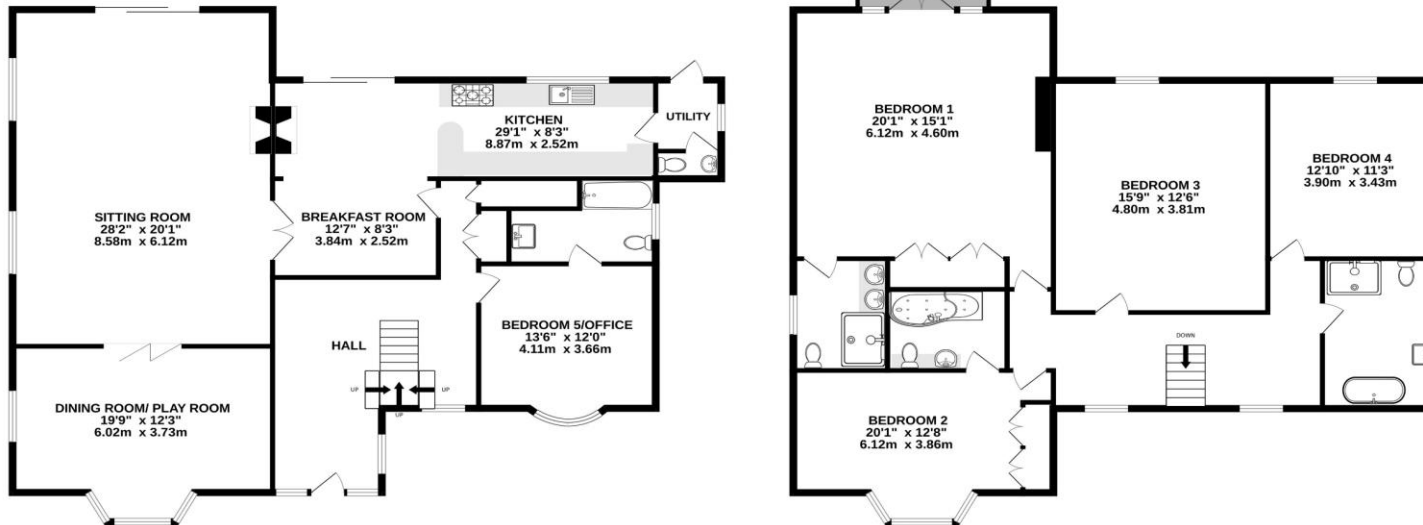 SITTING ROOM
28'2" x 20'1"
8.58m x 6.12m
DINING ROOM/ PLAY ROOM
19'9" x 12'3"
6.02m x 3.73m
BREAKFAST ROOM
12'7" x 8'3"
3.84m x 2.52m
KITCHEN
29'1" x 8'3"
8.87m x 2.52m
UTILITY
HALL
UP
UP
UP
BEDROOM 5/OFFICE
13'6" x 12'0"
4.11m x 3.66m
BEDROOM 1
20'1" x 15'1"
6.12m x 4.60m
BEDROOM 2
20'1" x 12'8"
6.12m x 3.86m
BEDROOM 3
15'9" x 12'6"
4.80m x 3.81m
DOWN
BEDROOM 4
12'10" x 11'3"
3.90m x 3.43m